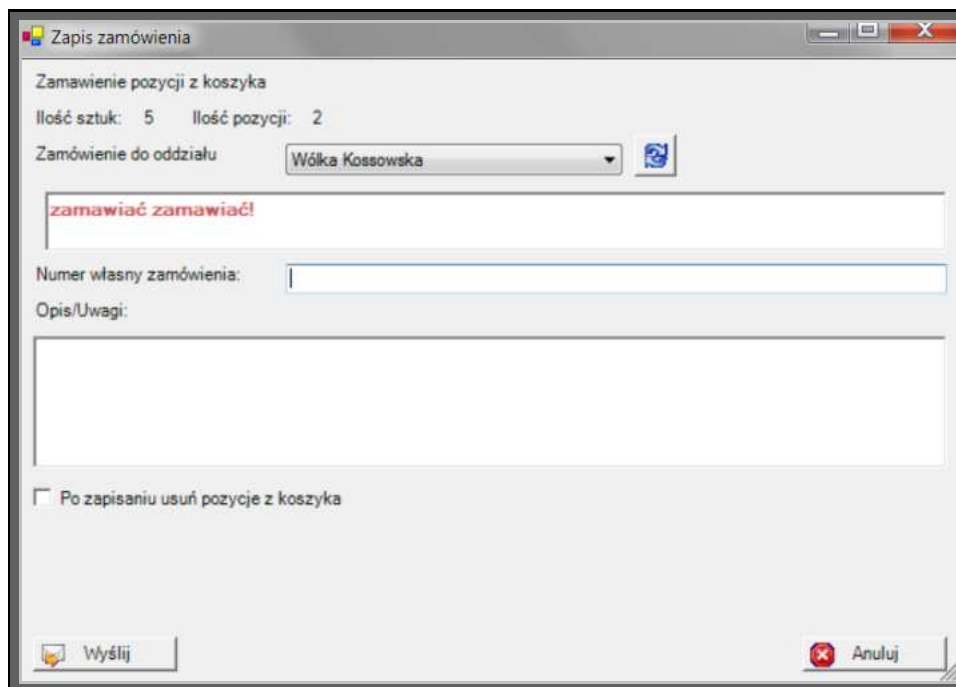 Zapis zamówienia
Zamawienie pozycji z koszyka
Ilość sztuk: 5 Ilość pozycji: 2
Zamówienie do oddziału Wólka Kossowska
zamawiać zamawiać!
Numer własny zamówienia:
Opis/Uwagi:
Po zapisaniu usuń pozycje z koszyka
Wyślij Anuluj